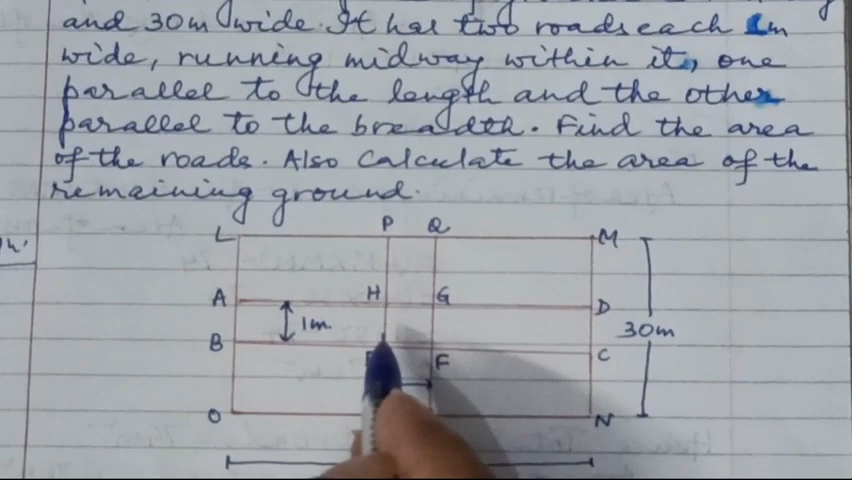 and 30m wide. It has two roads each 1m
wide, running midway within it, one
parallel to the length and the other
parallel to the breadth. Find the area
of the roads. Also Calculate the area of the
remaining ground.
L P Q M
A H G D
1m
30m
B F C
O N